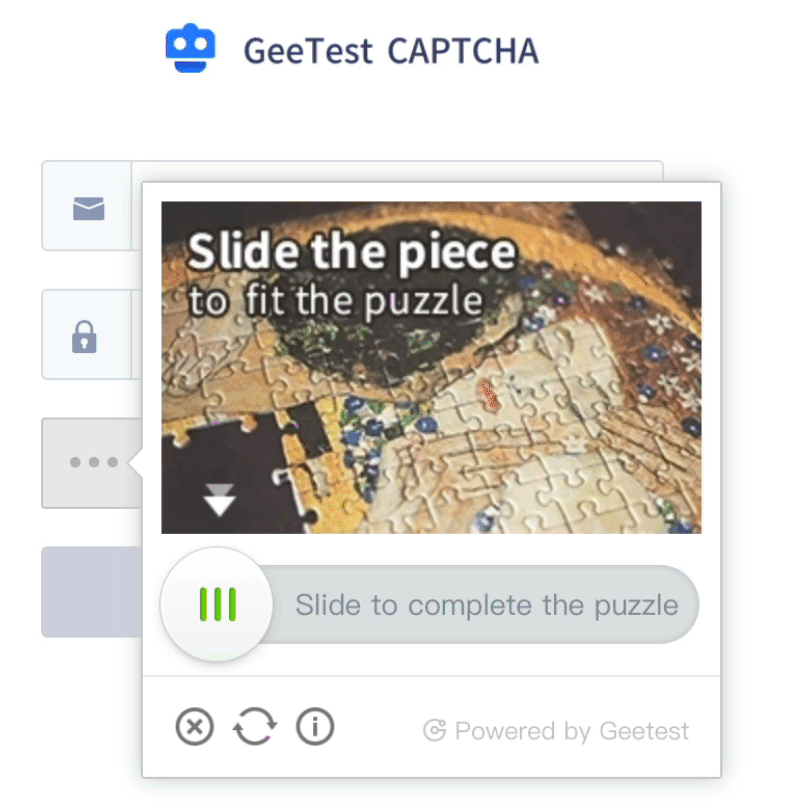 GeeTest CAPTCHA
Slide the piece
to fit the puzzle
Slide to complete the puzzle
Powered by Geetest